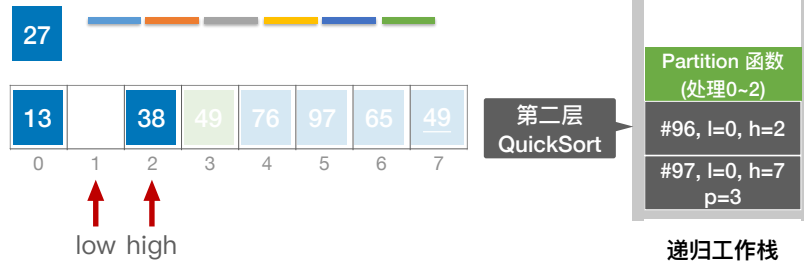 27
13 38 49 76 97 65 49
0 1 2 3 4 5 6 7
low high
第二层
QuickSort
Partition 函数
(处理0~2)
#96, l=0, h=2
#97, l=0, h=7
p=3
递归工作栈